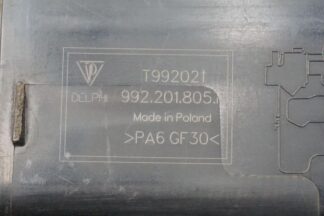 T992021
DELPHI 992.201.805.
Made in Poland
>PA6 GF30<